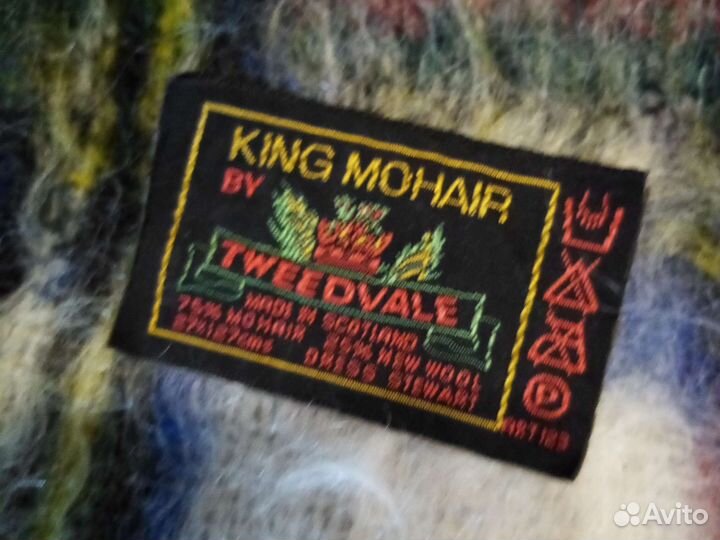 KING MOHAIR
BY
TWEEDVALE
MADE IN SCOTLAND
75% MOHAIR 25% NEW WOOL
DRESS STEWART
P
Avito